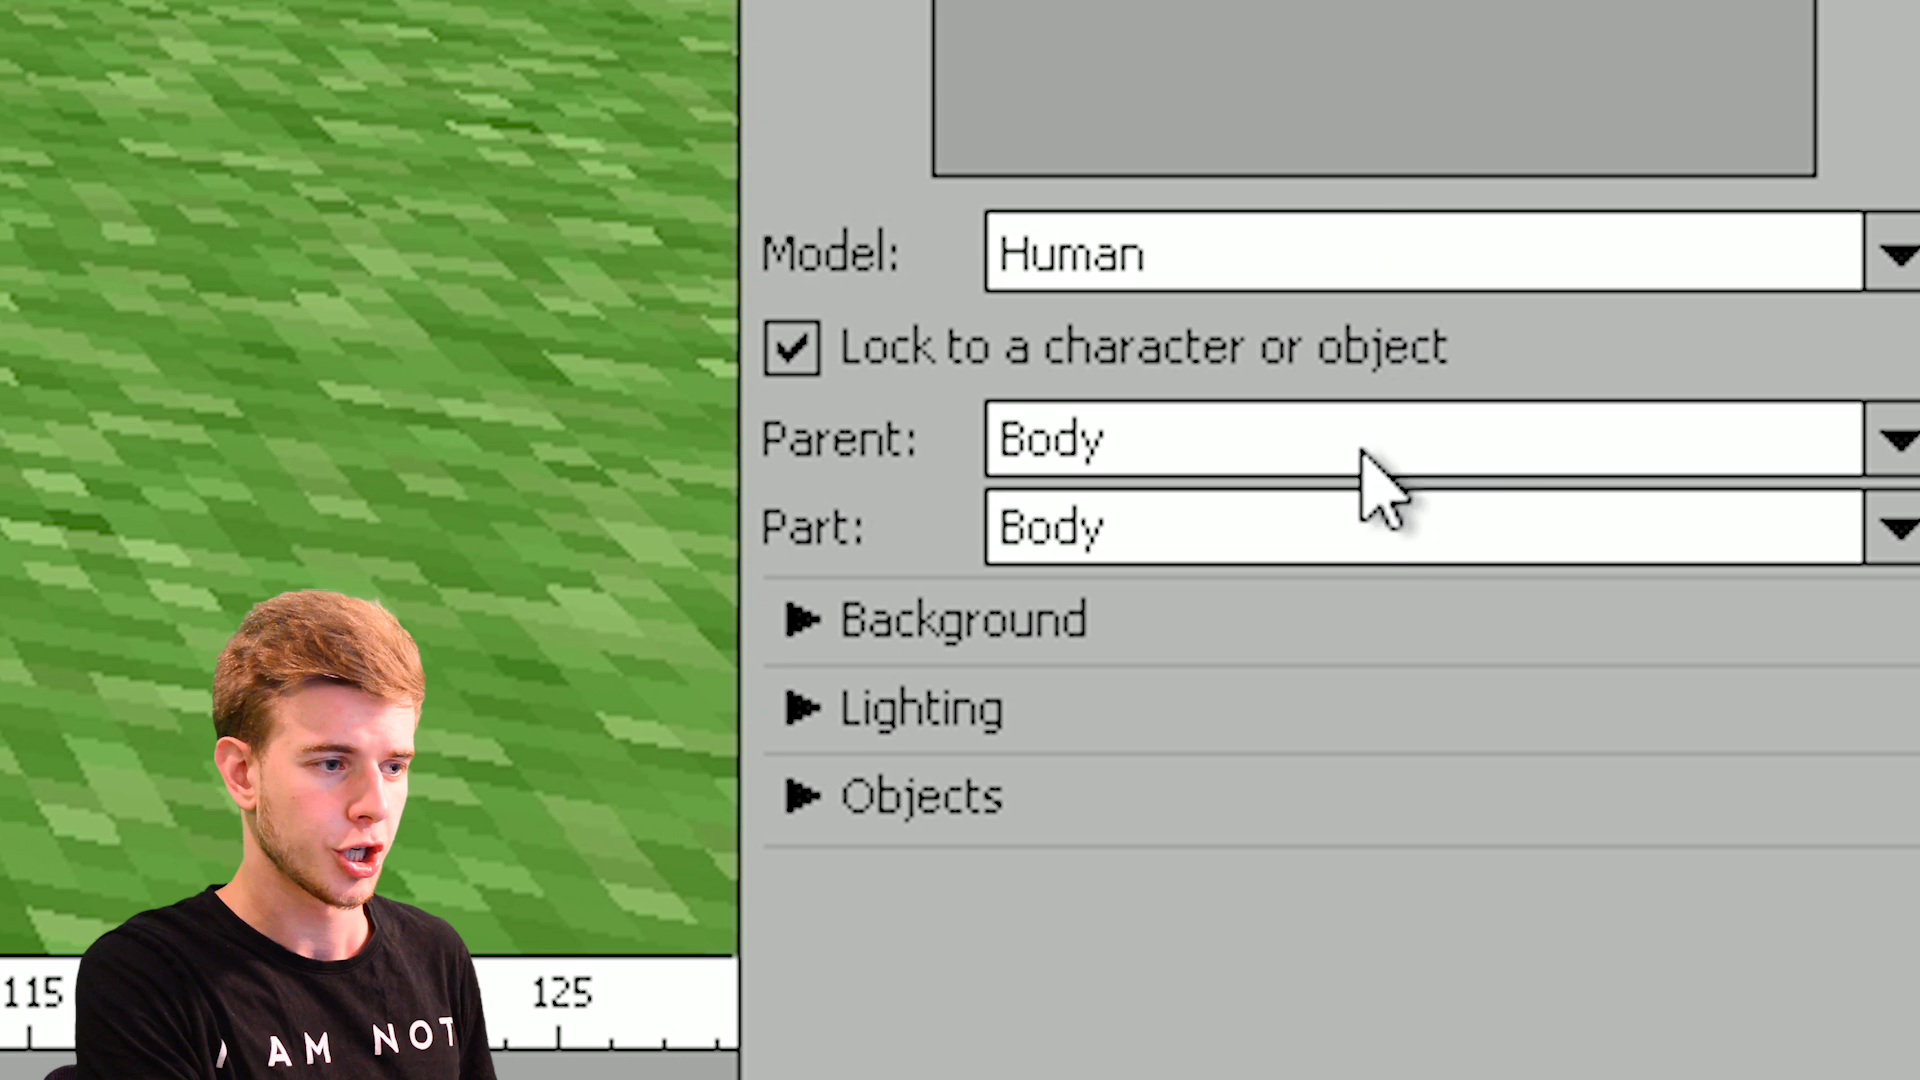 Model: Human
Lock to a character or object
Parent: Body
Part: Body
Background
Lighting
Objects
115 125
AM NOT